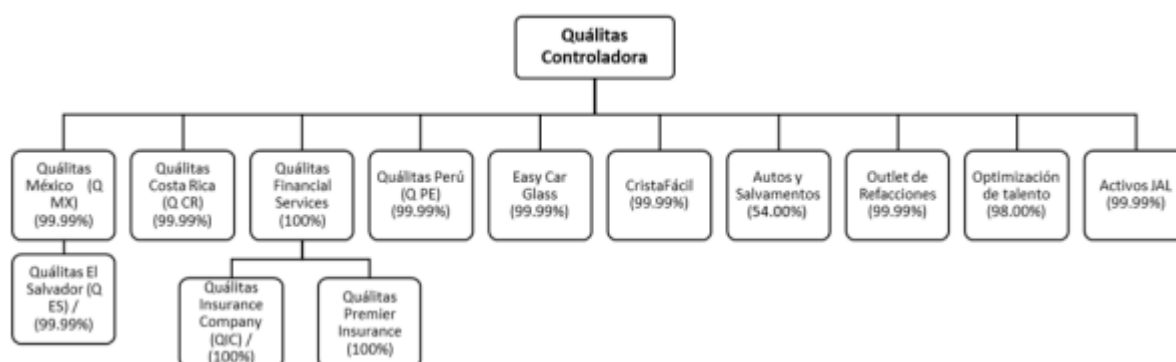 Quálitas
Controladora
Quálitas
México (Q
MX)
(99.99%)
Quálitas
Costa Rica
(Q CR)
(99.99%)
Quálitas
Financial
Services
(100%)
Quálitas Perú
(Q PE)
(99.99%)
Easy Car
Glass
(99.99%)
CristaFácil
(99.99%)
Autos y
Salvamentos
(54.00%)
Outlet de
Refacciones
(99.99%)
Optimización
de talento
(98.00%)
Activos JAL
(99.99%)
Quálitas El
Salvador (Q
ES) /
(99.99%)
Quálitas
Insurance
Company
(QIC) /
(100%)
Quálitas
Premier
Insurance
(100%)